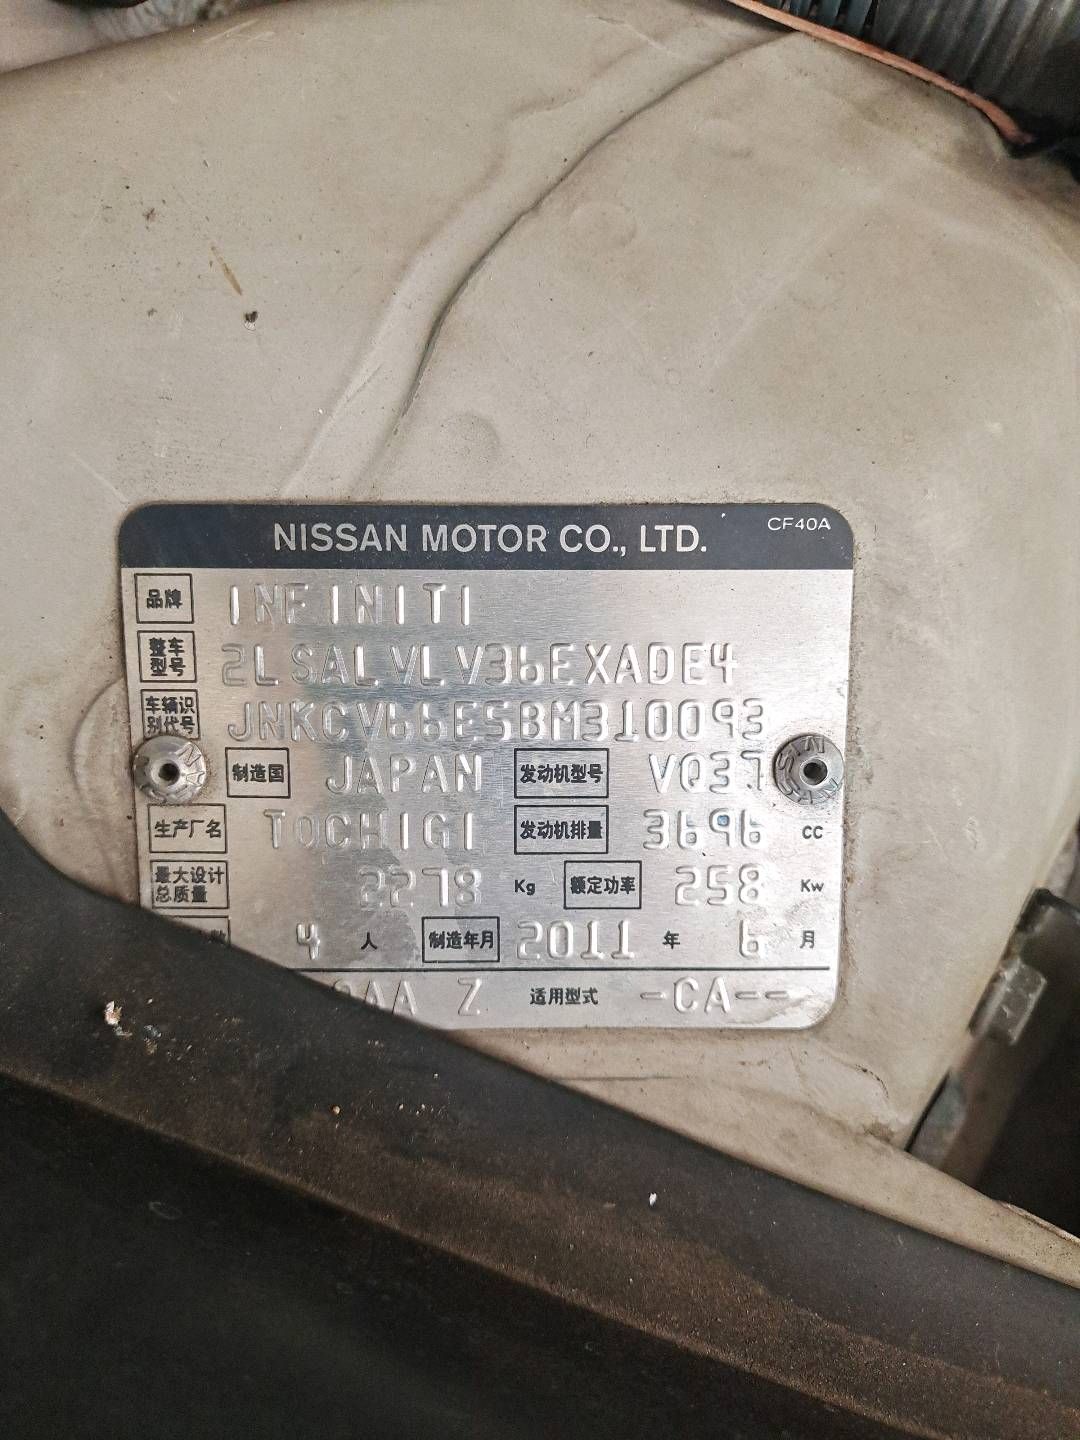 NISSAN MOTOR CO., LTD. CF40A
品牌 INFINITI
整车型号 2LSALVLV36EXADE4
车辆识别代号 JNKCV66E5BM310093
制造国 JAPAN 发动机型号 VQ37
生产厂名 TOCHIGI 发动机排量 3696 cc
最大设计总质量 2278 Kg 额定功率 258 Kw
数 4 人 制造年月 2011 年 6 月
AA Z 适用型式 -CA--